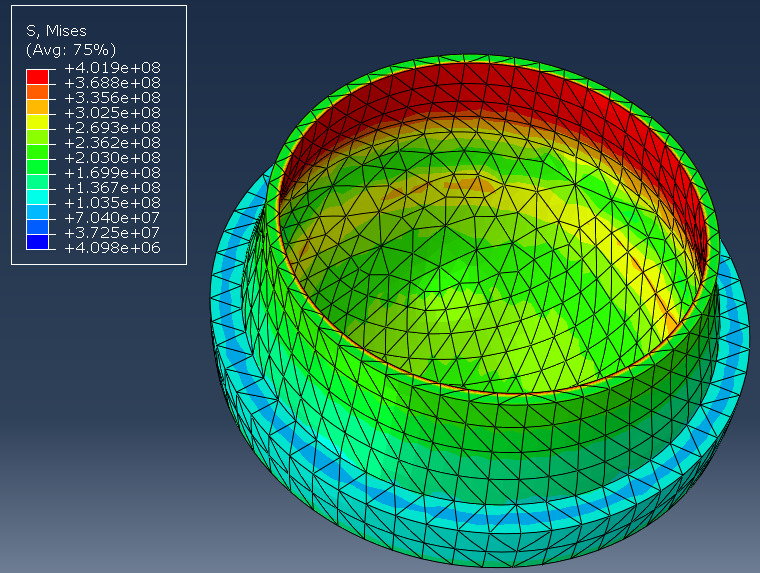 S, Mises
(Avg: 75%)
+4.019e+08
+3.688e+08
+3.356e+08
+3.025e+08
+2.693e+08
+2.362e+08
+2.030e+08
+1.699e+08
+1.367e+08
+1.035e+08
+7.040e+07
+3.725e+07
+4.098e+06